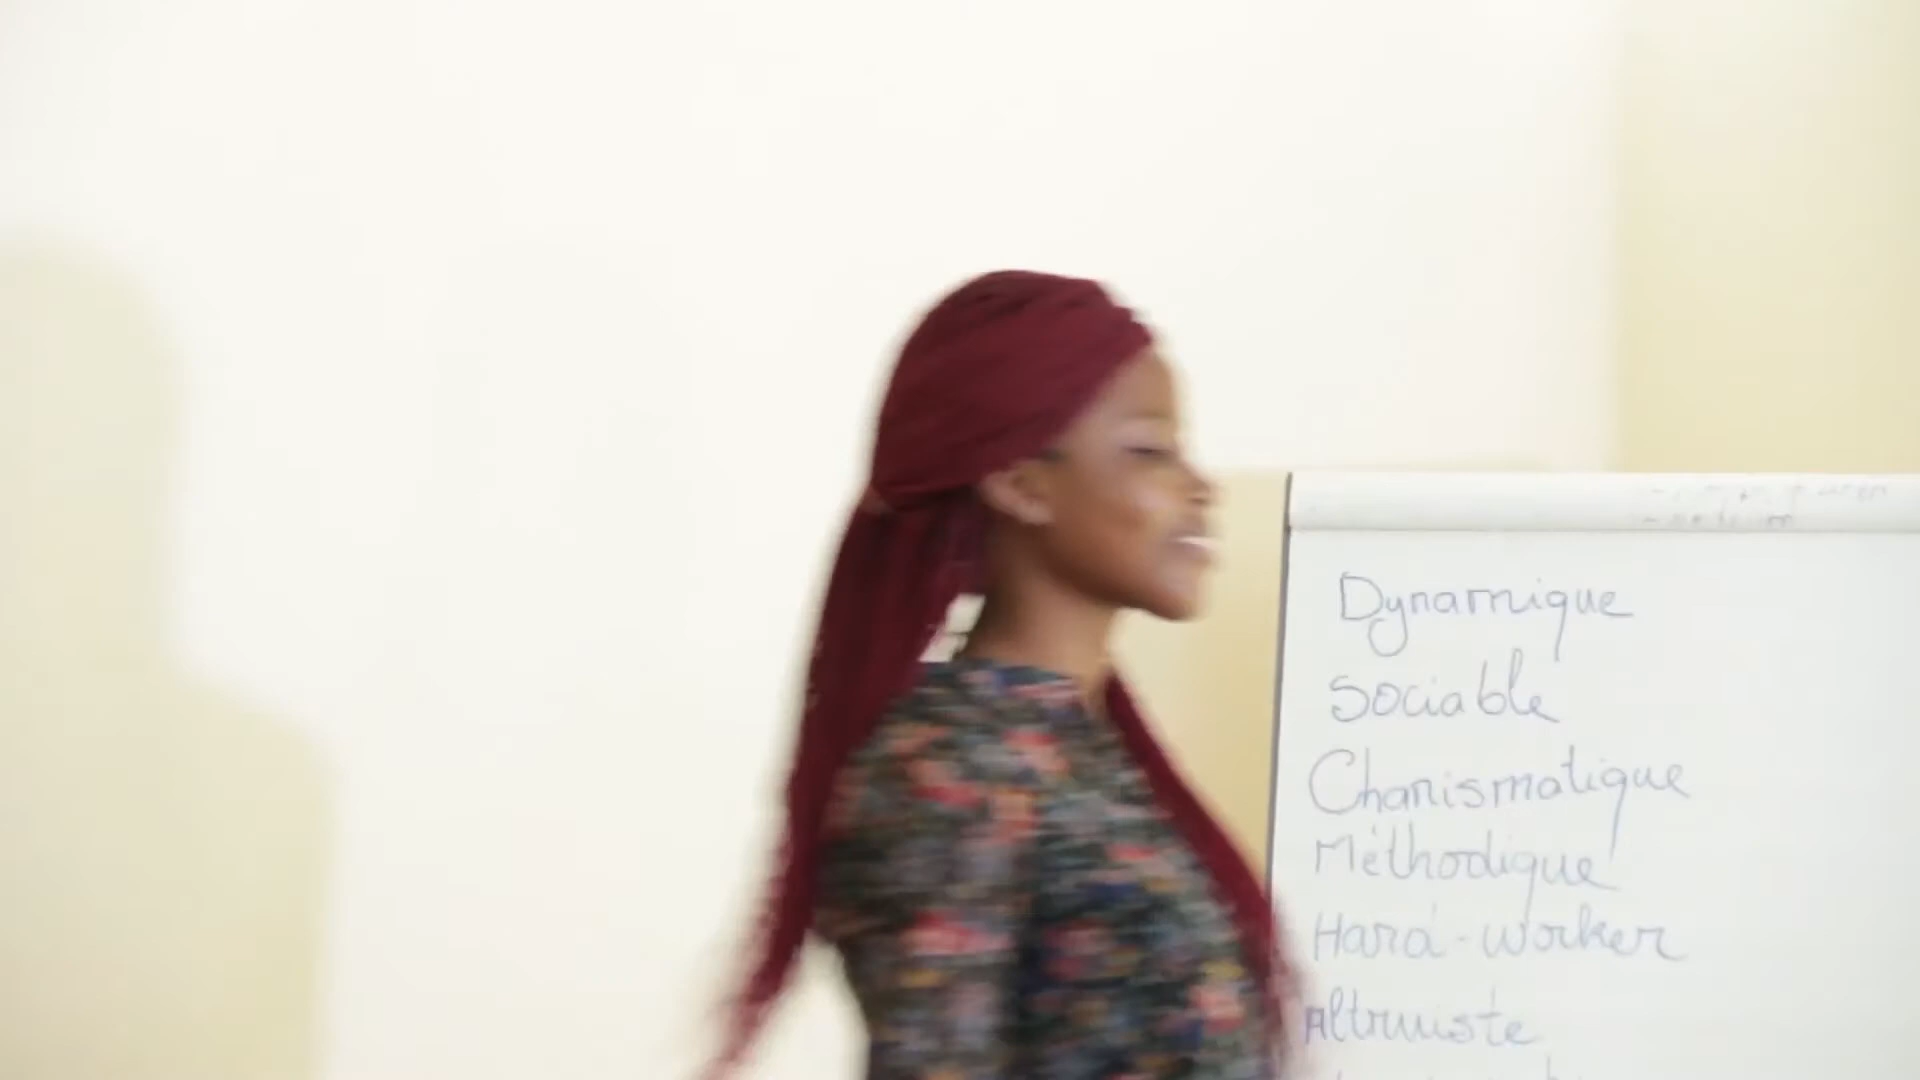 Dynamique
Sociable
Charismatique
Méthodique
Hard-worker
Altruiste